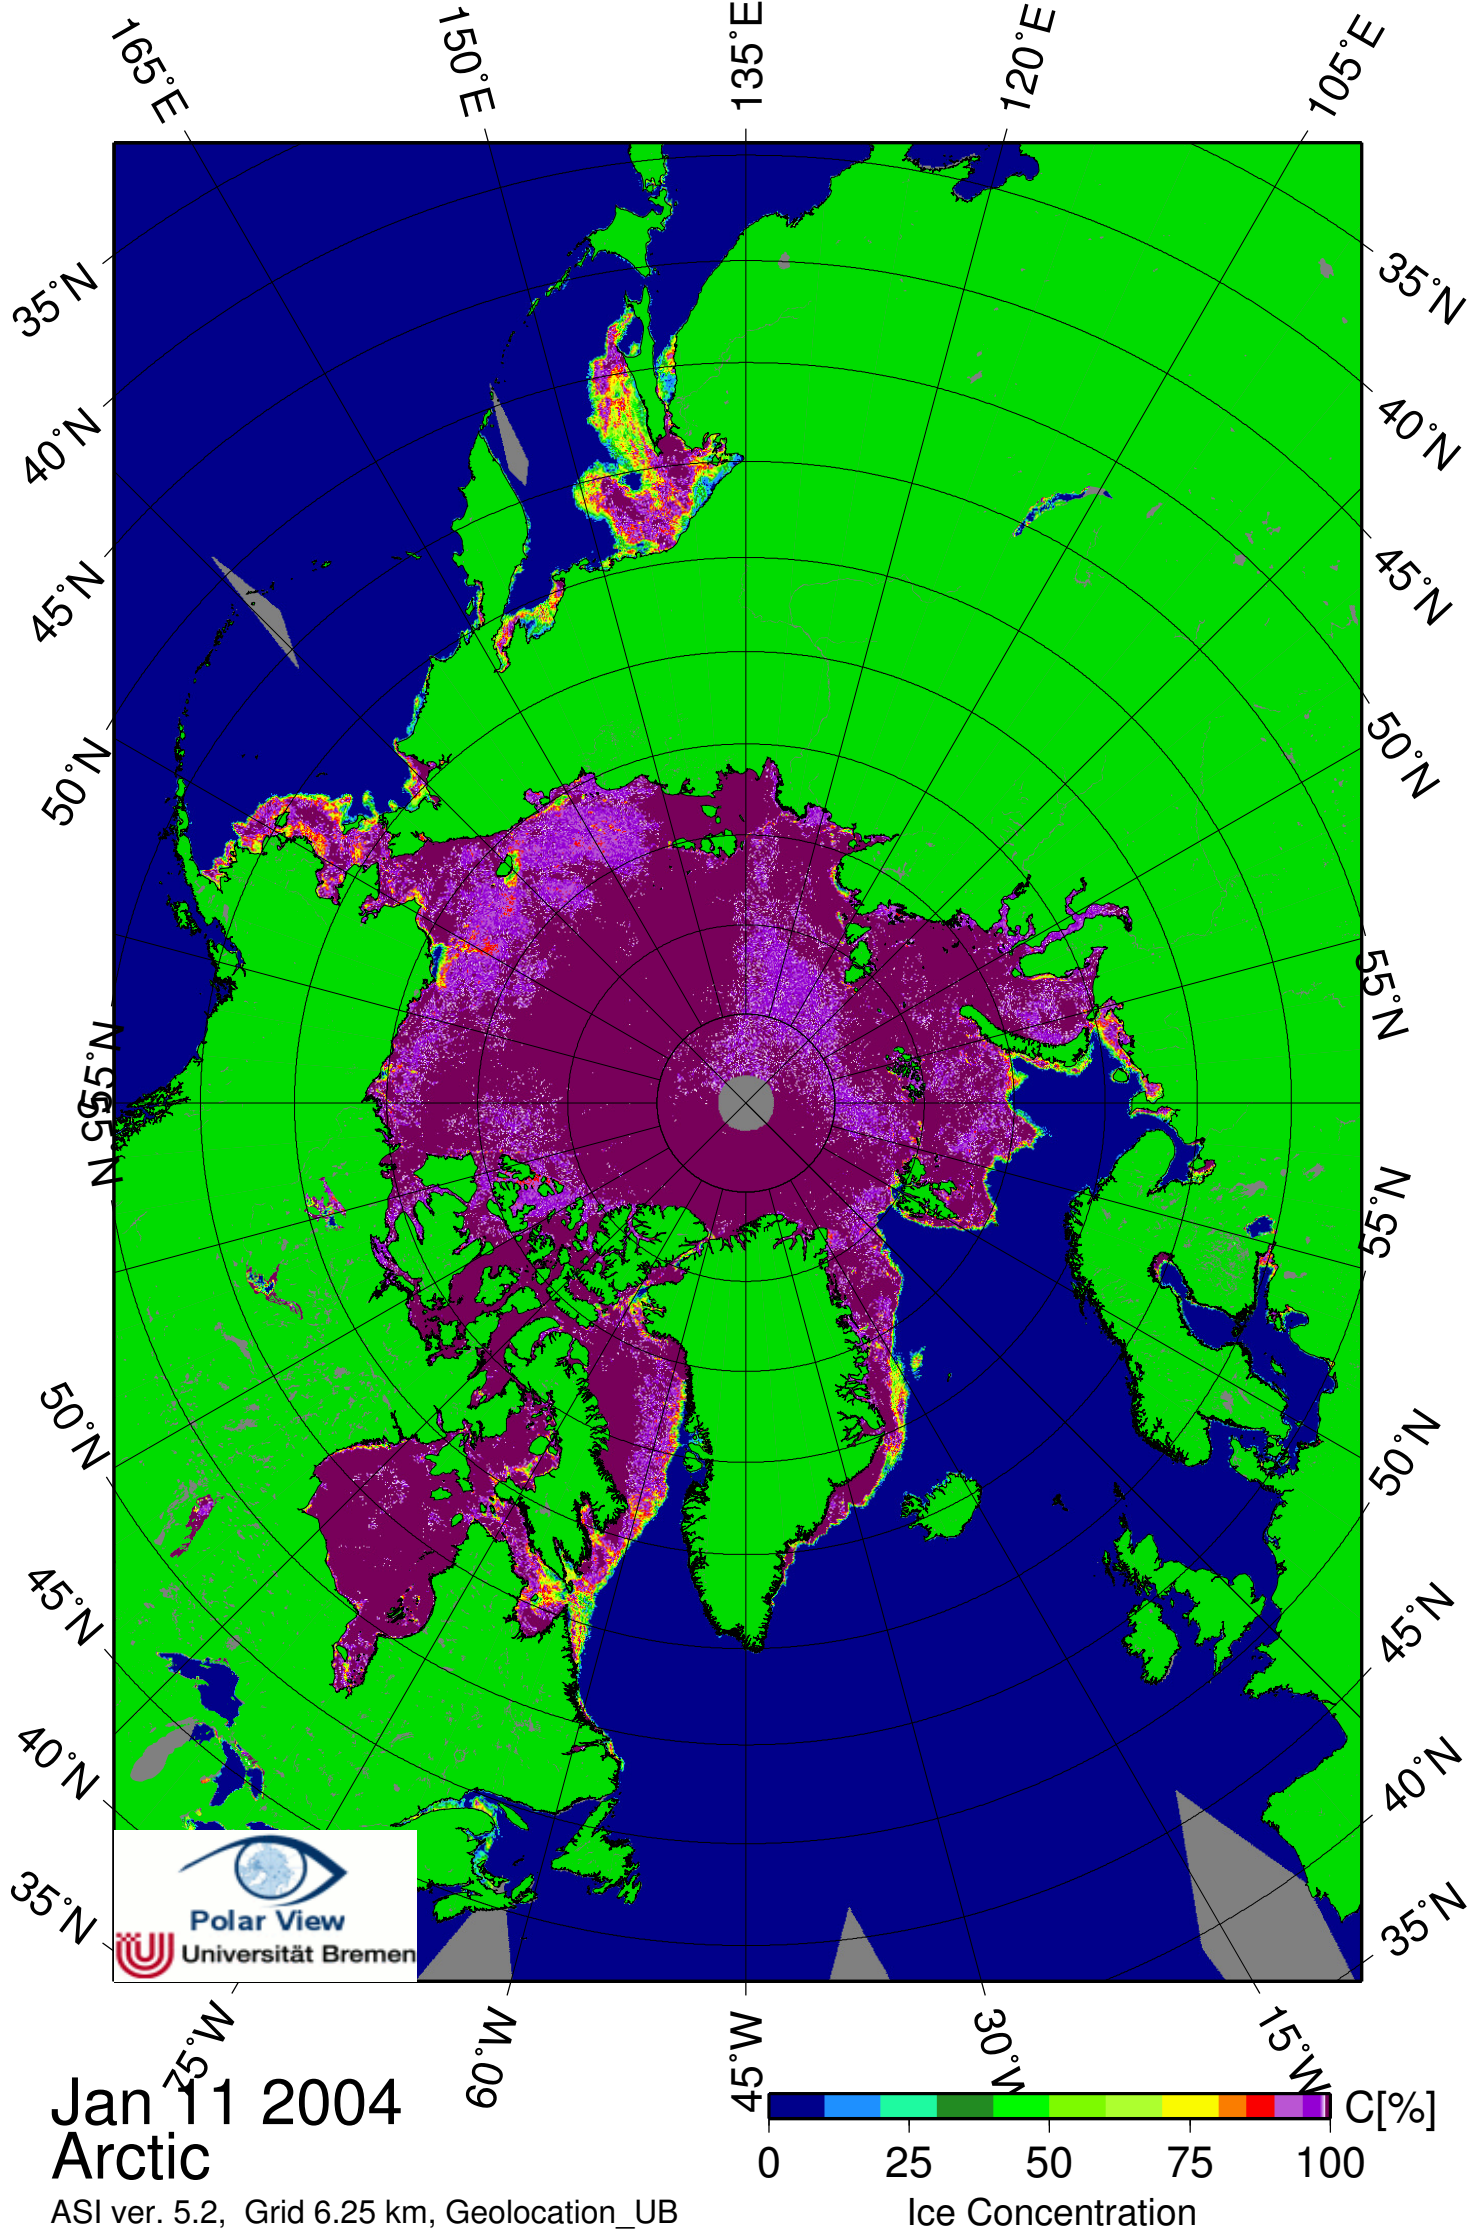 165°E 150°E 135°E 120°E 105°E
35°N 35°N
40°N 40°N
45°N 45°N
50°N 50°N
55°N 55°N
55°N 55°N
50°N 50°N
45°N 45°N
40°N 40°N
35°N 35°N
Polar View
Universität Bremen
75°W 60°W 45°W 30°W 15°W
Jan 11 2004
Arctic
ASI ver. 5.2, Grid 6.25 km, Geolocation_UB
C[%]
0 25 50 75 100
Ice Concentration